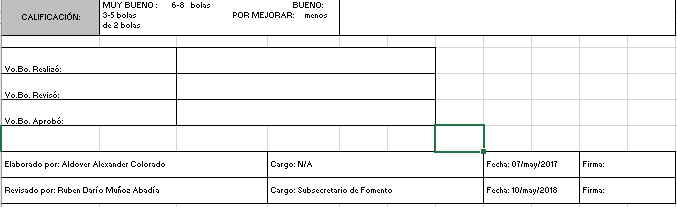 CALIFICACIÓN:
MUY BUENO : 6-8 bolas BUENO:
3-5 bolas POR MEJORAR: menos
de 2 bolas
Vo.Bo. Realizó:
Vo.Bo. Revisó:
Vo.Bo. Aprobó:
Elaborado por: Aldover Alexander Colorado Cargo: N/A Fecha: 07/may/2017 Firma:
Revisado por: Ruben Darío Muñoz Abadía Cargo: Subsecretario de Fomento Fecha: 10/may/2018 Firma: